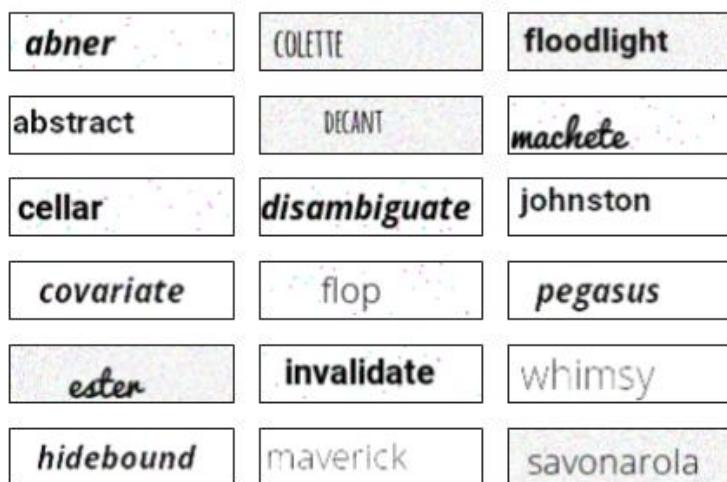 abner COLETTE floodlight
abstract DECANT machete
cellar disambiguate johnston
covariate flop pegasus
ester invalidate whimsy
hidebound maverick savonarola